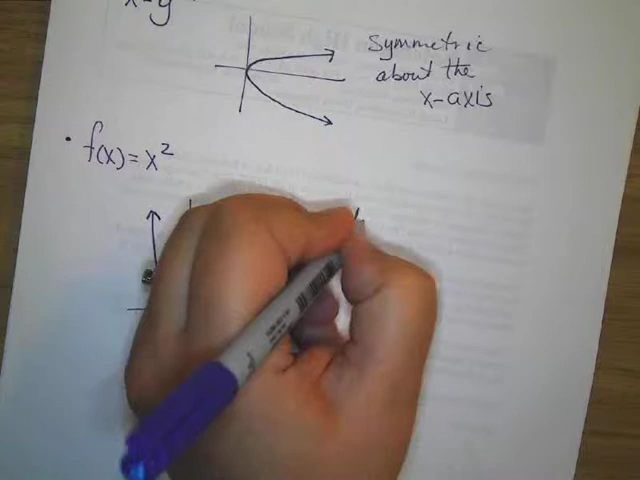 Symmetric
about the
x-axis
• f(x) = x²